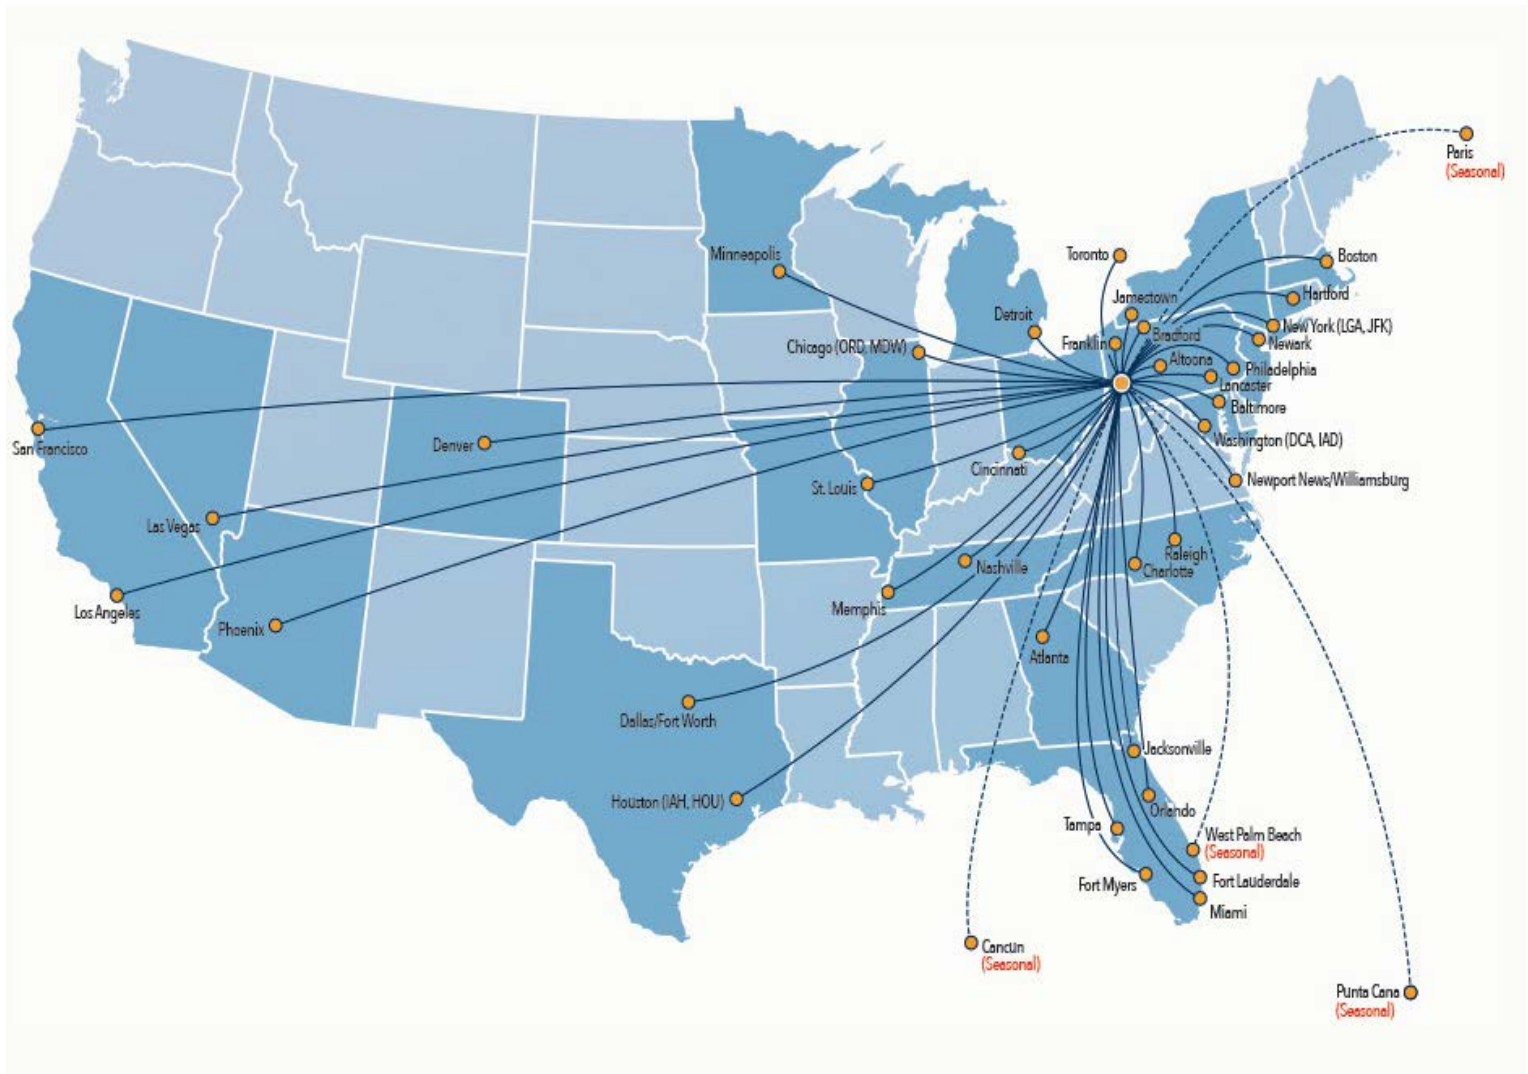 Paris
(Seasonal)
Boston
Toronto
Minneapolis
Jamestown
Hartford
Detroit
New York (LGA, JFK)
Bradford
Franklin
Newark
Chicago (ORD, MDW)
Altoona
Philadelphia
Lancaster
Baltimore
San Francisco
Denver
Washington (DCA, IAD)
Cincinnati
Newport News/Williamsburg
St. Louis
Las Vegas
Raleigh
Nashville
Charlotte
Los Angeles
Memphis
Phoenix
Atlanta
Dallas/Fort Worth
Jacksonville
Houston (IAH, HOU)
Orlando
Tampa
West Palm Beach
(Seasonal)
Fort Myers
Fort Lauderdale
Miami
Cancun
(Seasonal)
Punta Cana
(Seasonal)